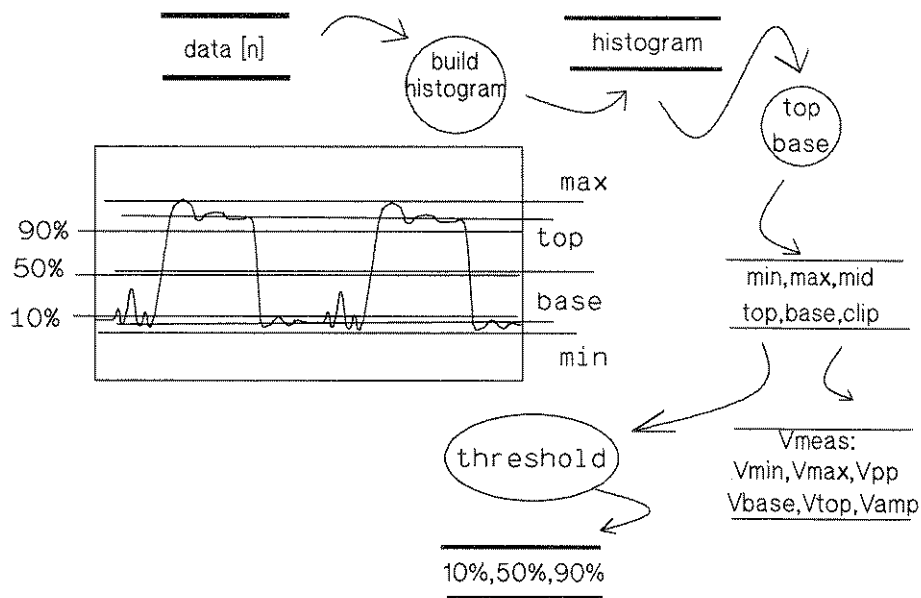 data [n]
build
histogram
histogram
top
base
max
90%
top
50%
base
10%
min
min,max,mid
top,base,clip
threshold
Vmeas:
Vmin,Vmax,Vpp
Vbase,Vtop,Vamp
10%,50%,90%